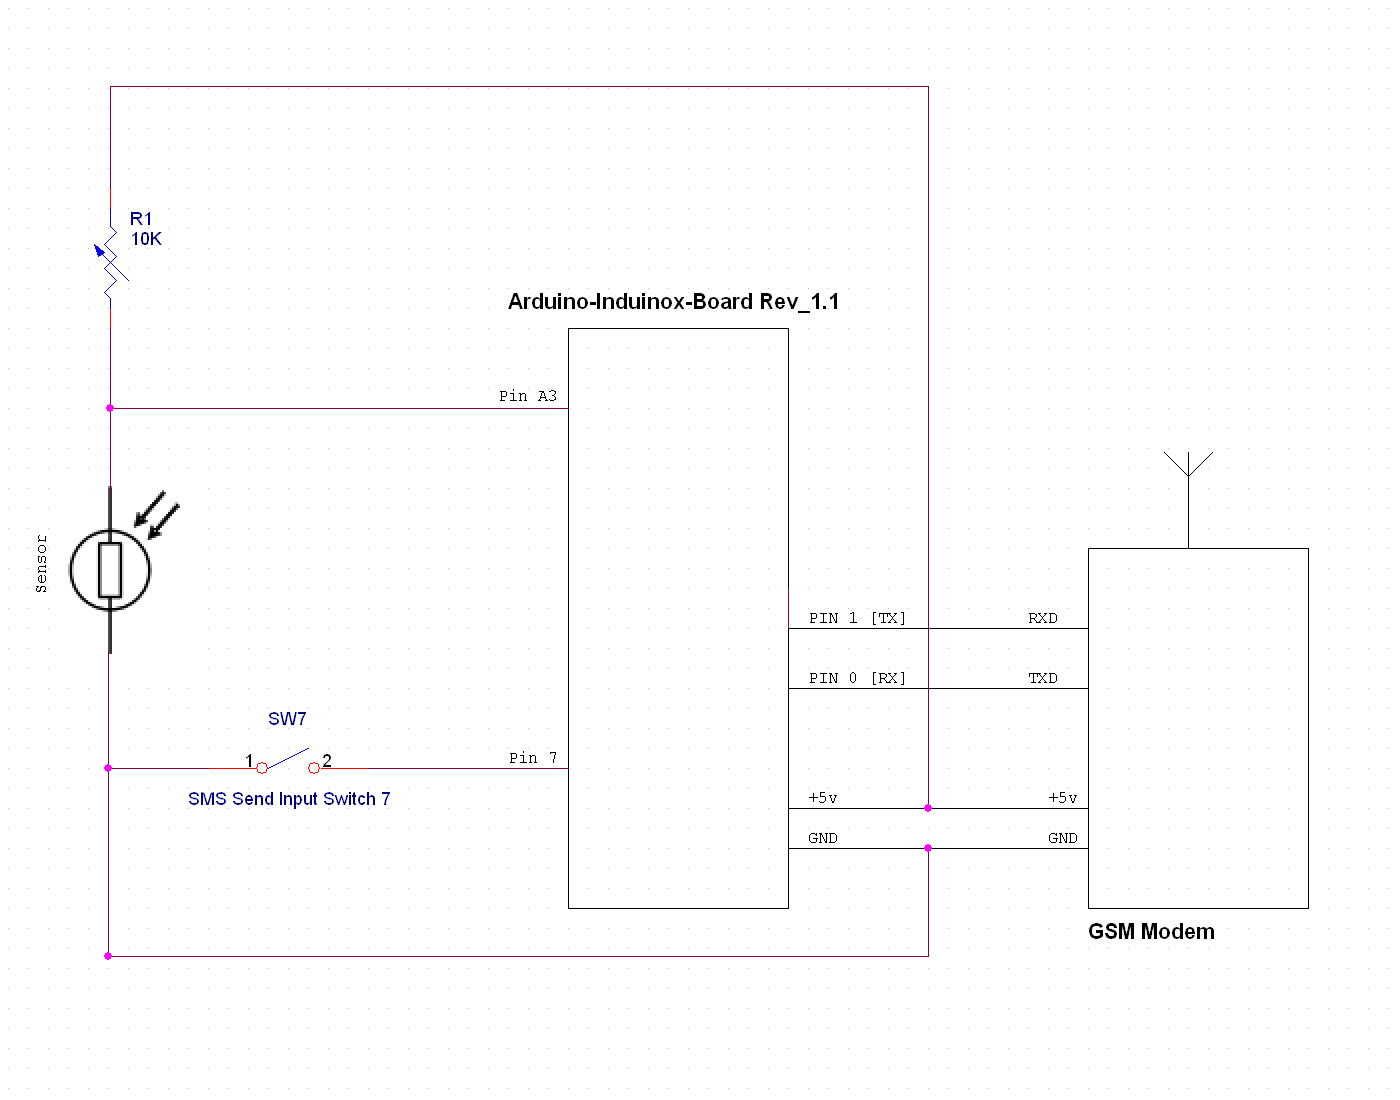 R1
10K
Arduino-Induinox-Board Rev_1.1
Pin A3
Sensor
PIN 1 [TX]
RXD
PIN 0 [RX]
TXD
SW7
1
2
Pin 7
SMS Send Input Switch 7
+5v
+5v
GND
GND
GSM Modem